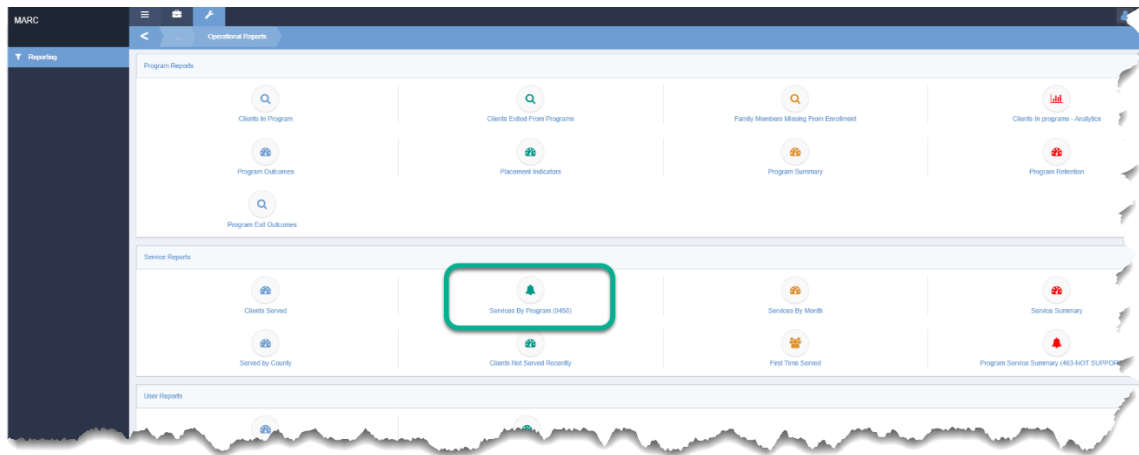 MARC
... Operational Reports
Reporting
Program Reports
Clients In Program
Clients Exited From Programs
Family Members Missing From Enrollment
Clients In programs - Analytics
Program Outcomes
Placement Indicators
Program Summary
Program Retention
Program Exit Outcomes
Service Reports
Clients Served
Services By Program (9458)
Services By Month
Service Summary
Served by County
Clients Not Served Recently
First Time Served
Program Service Summary (463-NOT SUPPOR
User Reports